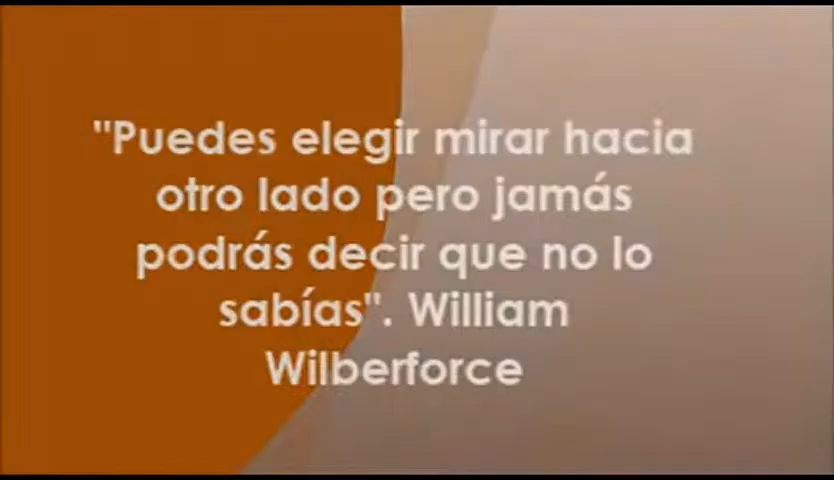 "Puedes elegir mirar hacia
otro lado pero jamás
podrás decir que no lo
sabías". William
Wilberforce